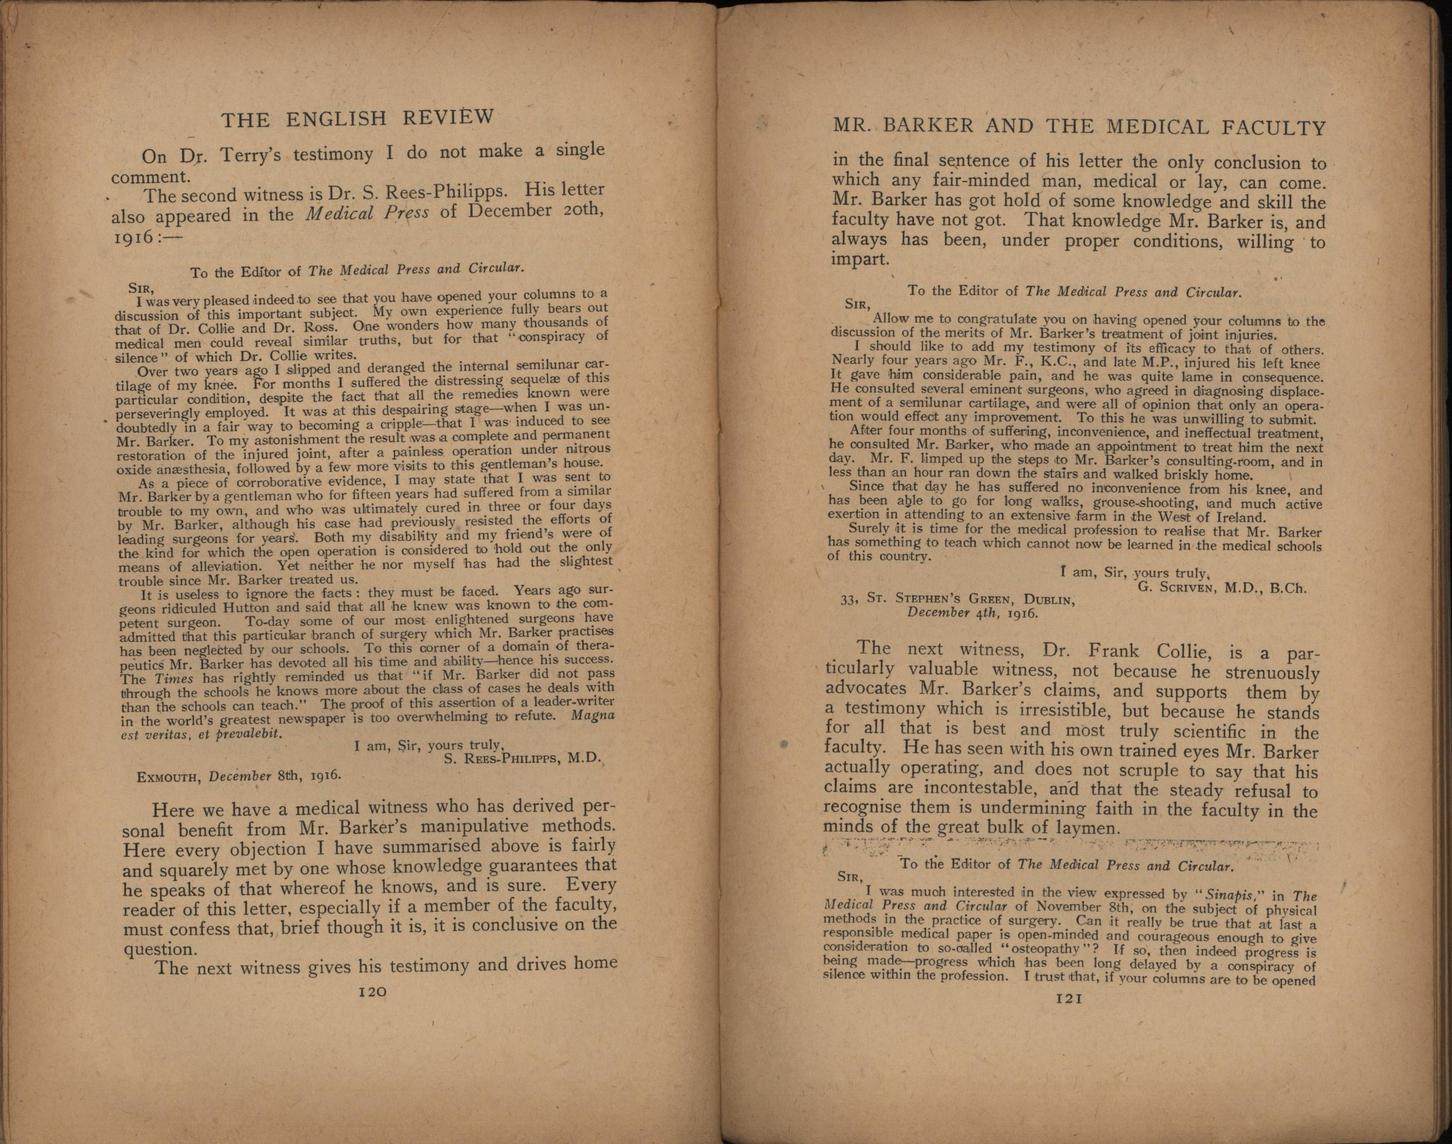 THE ENGLISH REVIEW
On Dr. Terry's testimony I do not make a single
comment.
The second witness is Dr. S. Rees-Philipps. His letter
also appeared in the Medical Press of December 20th,
1916:—
To the Editor of The Medical Press and Circular.
SIR,
I was very pleased indeed to see that you have opened your columns to a
discussion of this important subject. My own experience fully bears out
that of Dr. Collie and Dr. Ross. One wonders how many thousands of
medical men could reveal similar truths, but for that "conspiracy of
silence" of which Dr. Collie writes.
Over two years ago I slipped and deranged the internal semilunar car-
tilage of my knee. For months I suffered the distressing sequelæ of this
particular condition, despite the fact that all the remedies known were
perseveringly employed. It was at this despairing stage—when I was un-
doubtedly in a fair way to becoming a cripple—that I was induced to see
Mr. Barker. To my astonishment the result was a complete and permanent
restoration of the injured joint, after a painless operation under nitrous
oxide anæsthesia, followed by a few more visits to this gentleman's house.
As a piece of corroborative evidence, I may state that I was sent to
Mr. Barker by a gentleman who for fifteen years had suffered from a similar
trouble to my own, and who was ultimately cured in three or four days
by Mr. Barker, although his case had previously resisted the efforts of
leading surgeons for years. Both my disability and my friend's were of
the kind for which the open operation is considered to hold out the only
means of alleviation. Yet neither he nor myself has had the slightest
trouble since Mr. Barker treated us.
It is useless to ignore the facts: they must be faced. Years ago sur-
geons ridiculed Hutton and said that all he knew was known to the com-
petent surgeon. To-day some of our most enlightened surgeons have
admitted that this particular branch of surgery which Mr. Barker practises
has been neglected by our schools. To this corner of a domain of thera-
peutics Mr. Barker has devoted all his time and ability—hence his success.
The Times has rightly reminded us that "if Mr. Barker did not pass
through the schools he knows more about the class of cases he deals with
than the schools can teach." The proof of this assertion of a leader-writer
in the world's greatest newspaper is too overwhelming to refute. Magna
est veritas, et prevalebit.
I am, Sir, yours truly,
S. REES-PHILIPPS, M.D.
EXMOUTH, December 8th, 1916.
Here we have a medical witness who has derived per-
sonal benefit from Mr. Barker's manipulative methods.
Here every objection I have summarised above is fairly
and squarely met by one whose knowledge guarantees that
he speaks of that whereof he knows, and is sure. Every
reader of this letter, especially if a member of the faculty,
must confess that, brief though it is, it is conclusive on the
question.
The next witness gives his testimony and drives home
120
MR. BARKER AND THE MEDICAL FACULTY
in the final sentence of his letter the only conclusion to
which any fair-minded man, medical or lay, can come.
Mr. Barker has got hold of some knowledge and skill the
faculty have not got. That knowledge Mr. Barker is, and
always has been, under proper conditions, willing to
impart.
To the Editor of The Medical Press and Circular.
SIR,
Allow me to congratulate you on having opened your columns to the
discussion of the merits of Mr. Barker's treatment of joint injuries.
I should like to add my testimony of its efficacy to that of others.
Nearly four years ago Mr. F., K.C., and late M.P., injured his left knee
It gave him considerable pain, and he was quite lame in consequence.
He consulted several eminent surgeons, who agreed in diagnosing displace-
ment of a semilunar cartilage, and were all of opinion that only an opera-
tion would effect any improvement. To this he was unwilling to submit.
After four months of suffering, inconvenience, and ineffectual treatment,
he consulted Mr. Barker, who made an appointment to treat him the next
day. Mr. F. limped up the steps to Mr. Barker's consulting-room, and in
less than an hour ran down the stairs and walked briskly home.
Since that day he has suffered no inconvenience from his knee, and
has been able to go for long walks, grouse-shooting, and much active
exertion in attending to an extensive farm in the West of Ireland.
Surely it is time for the medical profession to realise that Mr. Barker
has something to teach which cannot now be learned in the medical schools
of this country.
I am, Sir, yours truly,
G. SCRIVEN, M.D., B.Ch.
33, ST. STEPHEN'S GREEN, DUBLIN,
December 4th, 1916.
The next witness, Dr. Frank Collie, is a par-
ticularly valuable witness, not because he strenuously
advocates Mr. Barker's claims, and supports them by
a testimony which is irresistible, but because he stands
for all that is best and most truly scientific in the
faculty. He has seen with his own trained eyes Mr. Barker
actually operating, and does not scruple to say that his
claims are incontestable, and that the steady refusal to
recognise them is undermining faith in the faculty in the
minds of the great bulk of laymen.
To the Editor of The Medical Press and Circular.
SIR,
I was much interested in the view expressed by "Sinapis," in The
Medical Press and Circular of November 8th, on the subject of physical
methods in the practice of surgery. Can it really be true that at last a
responsible medical paper is open-minded and courageous enough to give
consideration to so-called "osteopathy"? If so, then indeed progress is
being made—progress which has been long delayed by a conspiracy of
silence within the profession. I trust that, if your columns are to be opened
121